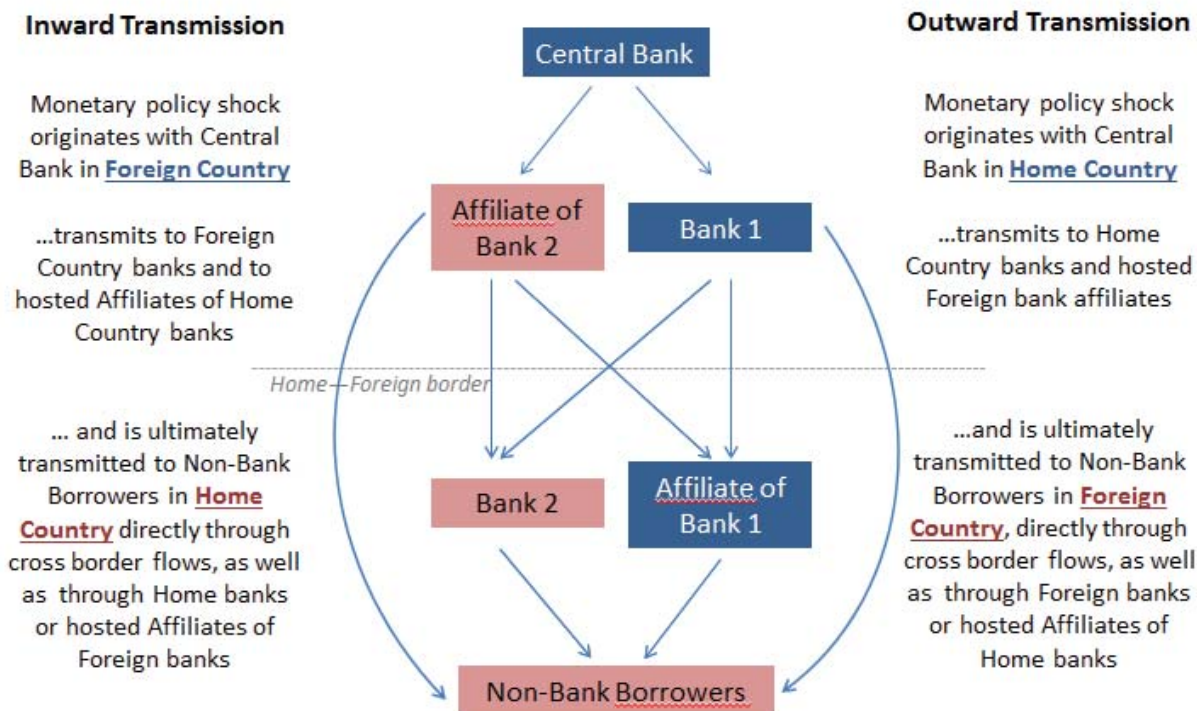 Inward Transmission
Monetary policy shock
originates with Central
Bank in Foreign Country
...transmits to Foreign
Country banks and to
hosted Affiliates of Home
Country banks
... and is ultimately
transmitted to Non-Bank
Borrowers in Home
Country directly through
cross border flows, as well
as through Home banks
or hosted Affiliates of
Foreign banks
Central Bank
Affiliate of
Bank 2
Bank 1
Home—Foreign border
Bank 2
Affiliate of
Bank 1
Non-Bank Borrowers
Outward Transmission
Monetary policy shock
originates with Central
Bank in Home Country
...transmits to Home
Country banks and hosted
Foreign bank affiliates
...and is ultimately
transmitted to Non-Bank
Borrowers in Foreign
Country, directly through
cross border flows, as well
as through Foreign banks
or hosted Affiliates of
Home banks